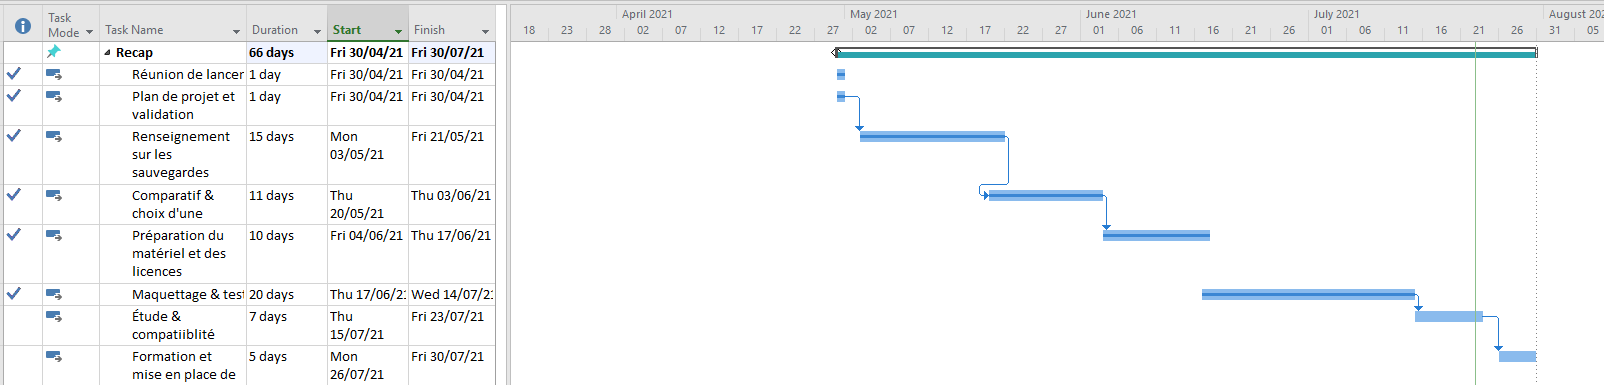 Task Mode Task Name Duration Start Finish
April 2021 May 2021 June 2021 July 2021 August 202
18 23 28 02 07 12 17 22 27 02 07 12 17 22 27 01 06 11 16 21 26 01 06 11 16 21 26 31 05
Recap 66 days Fri 30/04/21 Fri 30/07/21
Réunion de lancer 1 day Fri 30/04/21 Fri 30/04/21
Plan de projet et 1 day Fri 30/04/21 Fri 30/04/21
validation
Renseignement 15 days Mon Fri 21/05/21
sur les 03/05/21
sauvegardes
Comparatif & 11 days Thu Thu 03/06/21
choix d'une 20/05/21
Préparation du 10 days Fri 04/06/21 Thu 17/06/21
matériel et des
licences
Maquettage & test 20 days Thu 17/06/21 Wed 14/07/21
Étude & 7 days Thu Fri 23/07/21
compatiiblité 15/07/21
Formation et 5 days Mon Fri 30/07/21
mise en place de 26/07/21